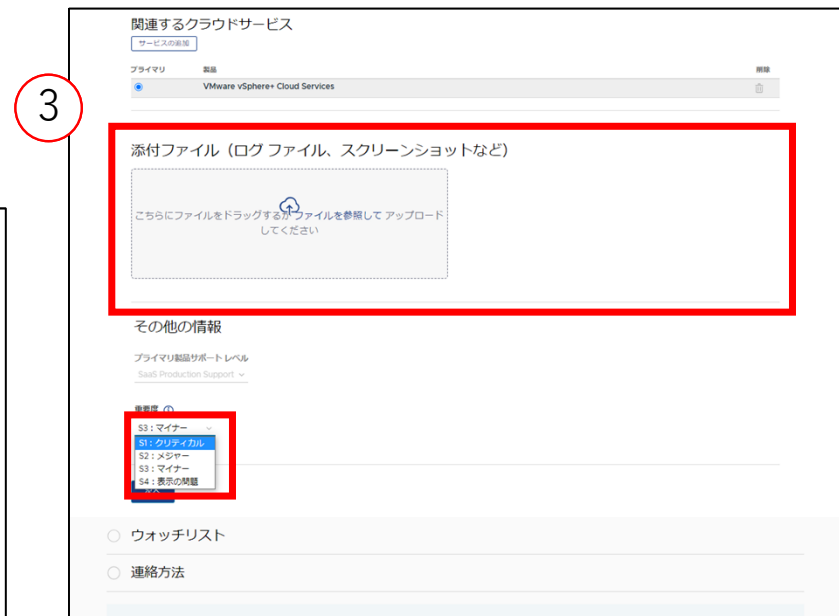 関連するクラウドサービス
サービスの追加
プライマリ 製品 削除
VMware vSphere+ Cloud Services
3
添付ファイル（ログ ファイル、スクリーンショットなど）
こちらにファイルをドラッグするか ファイルを参照して アップロード
してください
その他の情報
プライマリ製品サポート レベル
SaaS Production Support
重要度
S3：マイナー
S1：クリティカル
S2：メジャー
S3：マイナー
S4：表示の問題
ウォッチリスト
連絡方法